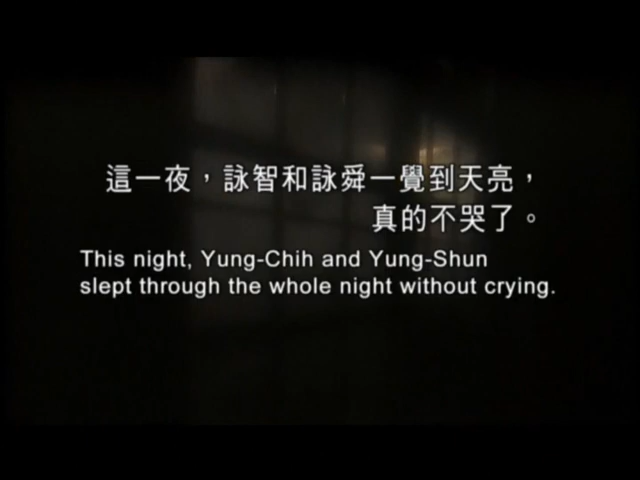 這一夜，詠智和詠舜一覺到天亮，
真的不哭了。
This night, Yung-Chih and Yung-Shun
slept through the whole night without crying.